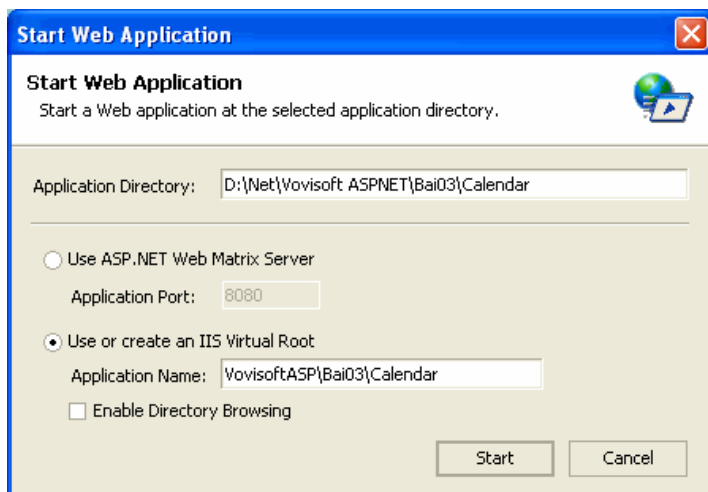 Start Web Application
Start Web Application
Start a Web application at the selected application directory.
Application Directory: D:\Net\Vovisoft ASPNET\Bai03\Calendar
Use ASP.NET Web Matrix Server
Application Port: 8080
Use or create an IIS Virtual Root
Application Name: VovisoftASP\Bai03\Calendar
Enable Directory Browsing
Start Cancel